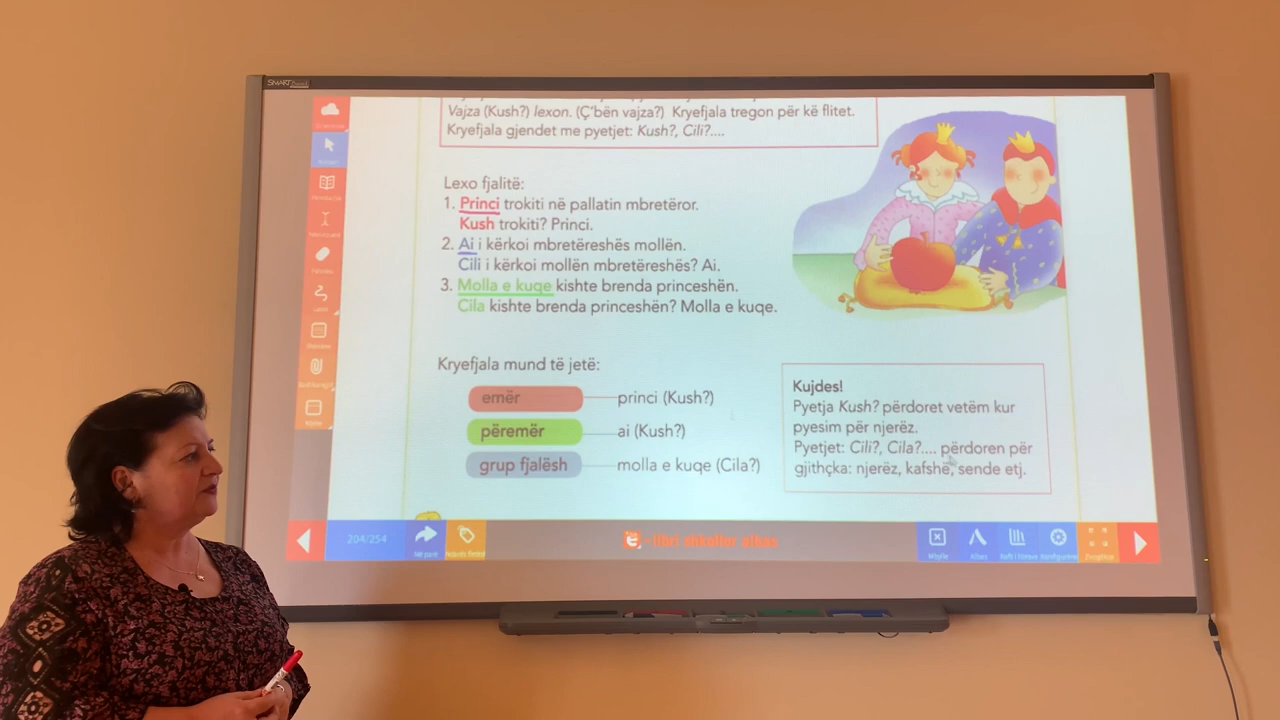 SMART
Vajza (Kush?) lexon. (Ç'bën vajza?) Kryefjala tregon për kë flitet.
Kryefjala gjendet me pyetjet: Kush?, Cili?....
Lexo fjalitë:
1. Princi trokiti në pallatin mbretëror.
Kush trokiti? Princi.
2. Ai i kërkoi mbretëreshës mollën.
Cili i kërkoi mollën mbretëreshës? Ai.
3. Molla e kuqe kishte brenda princeshën.
Cila kishte brenda princeshën? Molla e kuqe.
Kryefjala mund të jetë:
emër princi (Kush?)
përemër ai (Kush?)
grup fjalësh molla e kuqe (Cila?)
Kujdes!
Pyetja Kush? përdoret vetëm kur
pyesim për njerëz.
Pyetjet: Cili?, Cila?.... përdoren për
gjithçka: njerëz, kafshë, sende etj.
204/254
e-libri shkollor albas